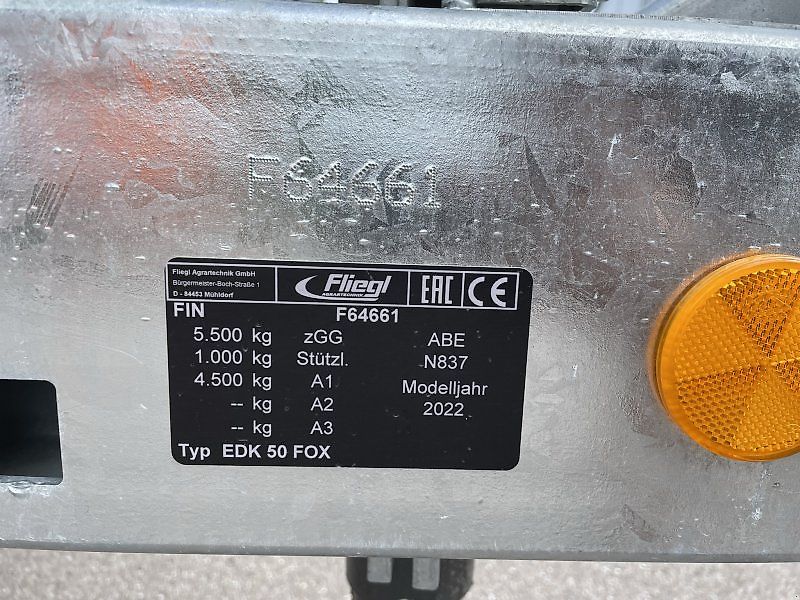 F64661
Fliegl Agrartechnik GmbH
Bürgermeister-Boch-Straße 1
D - 84453 Mühldorf
Fliegl
AGRARTECHNIK
EAC
CE
FIN F64661
5.500 kg zGG ABE
1.000 kg Stützl. N837
4.500 kg A1 Modelljahr
-- kg A2 2022
-- kg A3
Typ EDK 50 FOX